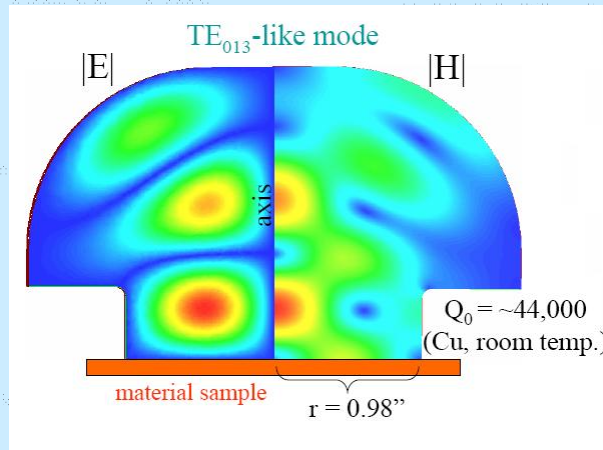 TE013-like mode
|E|
|H|
axis
Q0 = ~44,000
(Cu, room temp.)
material sample
r = 0.98”